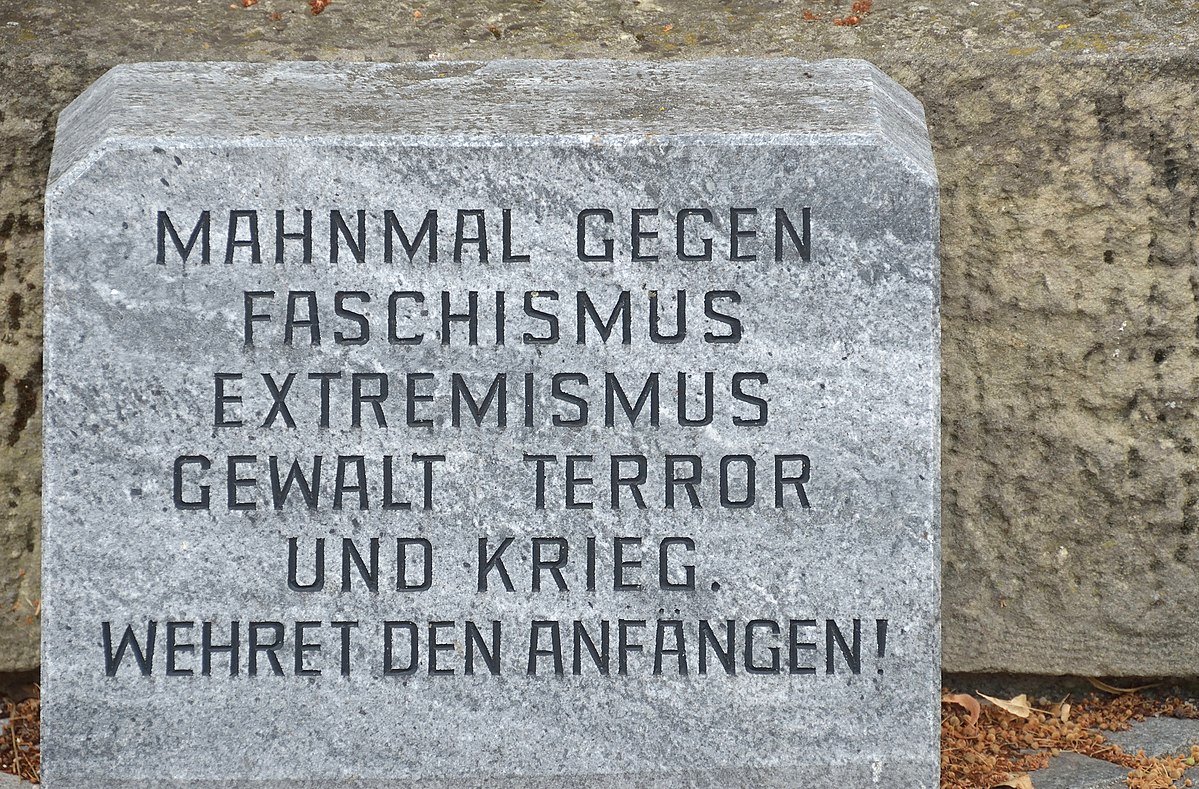 MAHNMAL GEGEN
FASCHISMUS
EXTREMISMUS
GEWALT TERROR
UND KRIEG.
WEHRET DEN ANFÄNGEN!